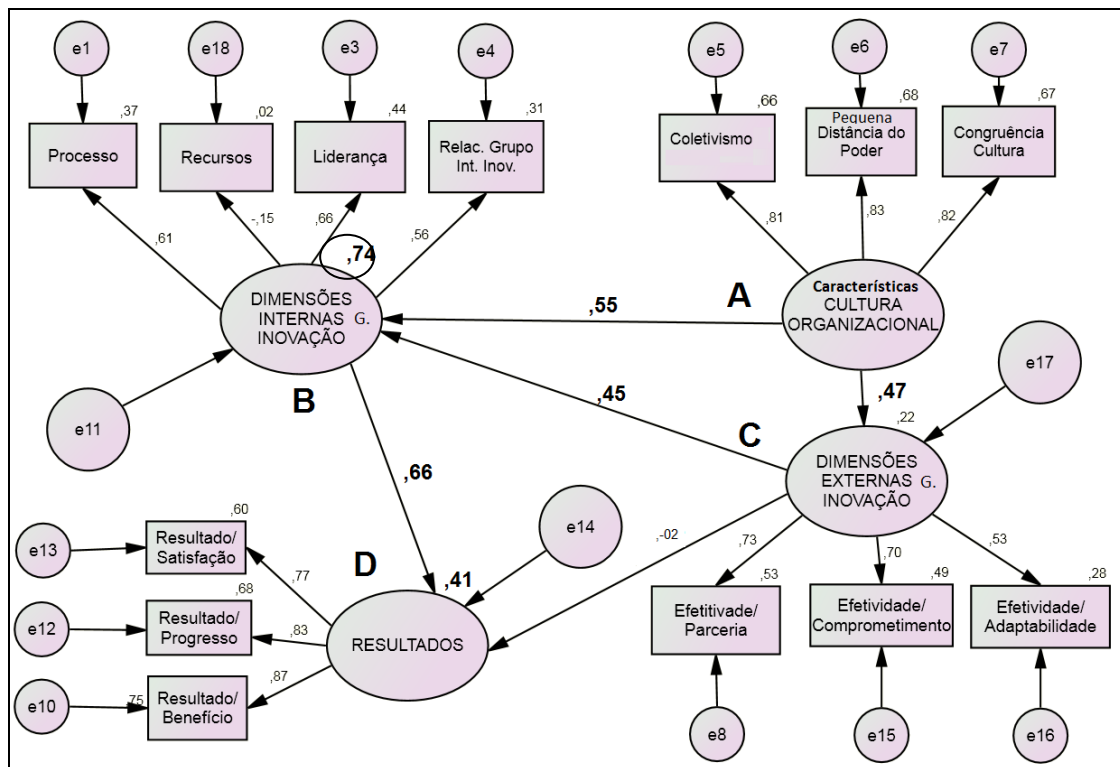 e1
e18
e3
e4
e5
e6
e7
,37
,02
,44
,31
,66
,68
,67
Processo
Recursos
Liderança
Relac. Grupo
Int. Inov.
Coletivismo
Pequena
Distância do
Poder
Congruência
Cultura
,61
-,15
,66
,56
,81
,83
,82
,74
DIMENSÕES
INTERNAS G.
INOVAÇÃO
B
A
Características
CULTURA
ORGANIZACIONAL
,55
,45
,47
,22
e17
e11
C
DIMENSÕES
EXTERNAS G.
INOVAÇÃO
,66
,-02
e14
e13
,60
Resultado/
Satisfação
,77
D
,41
RESULTADOS
e12
,68
Resultado/
Progresso
,83
e10
,75
Resultado/
Benefício
,87
,73
,70
,53
,53
,49
,28
Efetitivade/
Parceria
Efetividade/
Comprometimento
Efetividade/
Adaptabilidade
e8
e15
e16